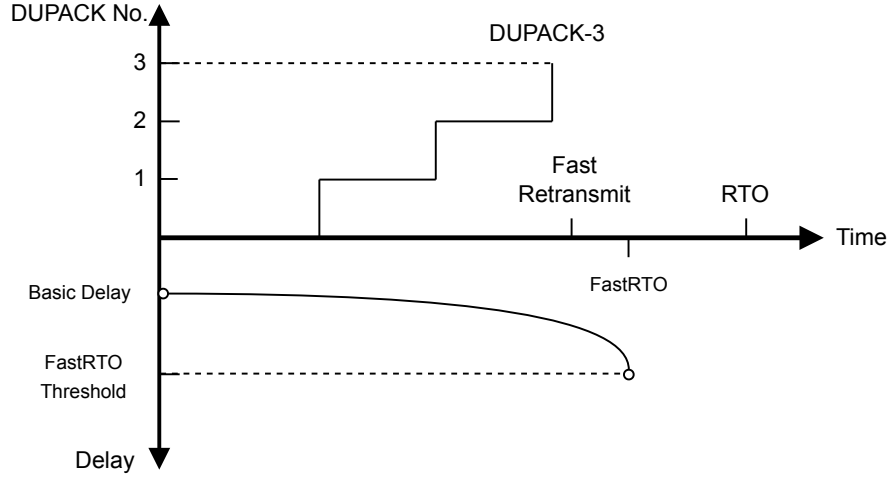 DUPACK No.
DUPACK-3
3
2
1
Fast
Retransmit
RTO
Time
FastRTO
Basic Delay
FastRTO
Threshold
Delay